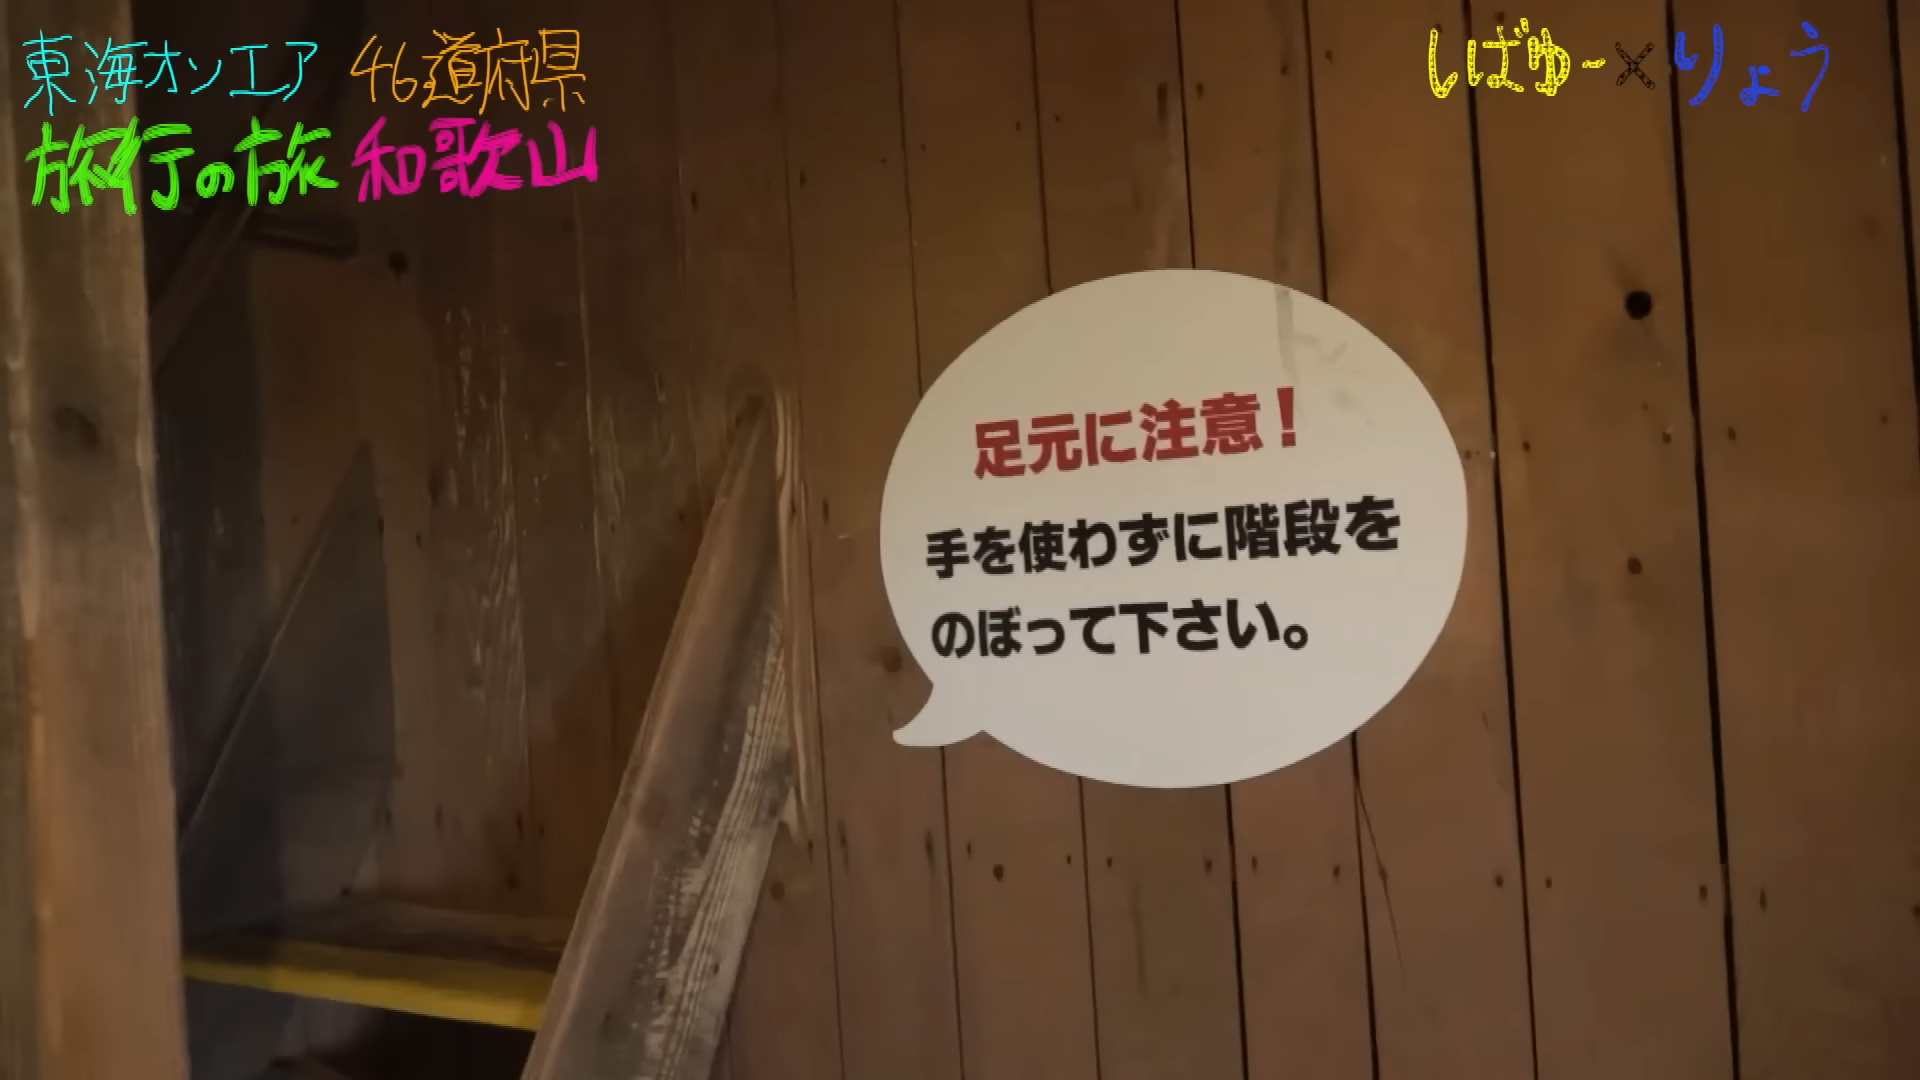 東海オンエア 46道府県
旅行の旅 和歌山
しばゆー×りょう
足元に注意!
手を使わずに階段を
のぼって下さい。